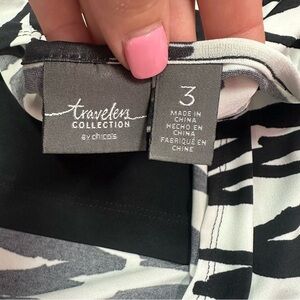 travelers
COLLECTION
BY chico's
3
MADE IN
CHINA
HECHO EN
CHINA
FABRIQUÉ EN
CHINE